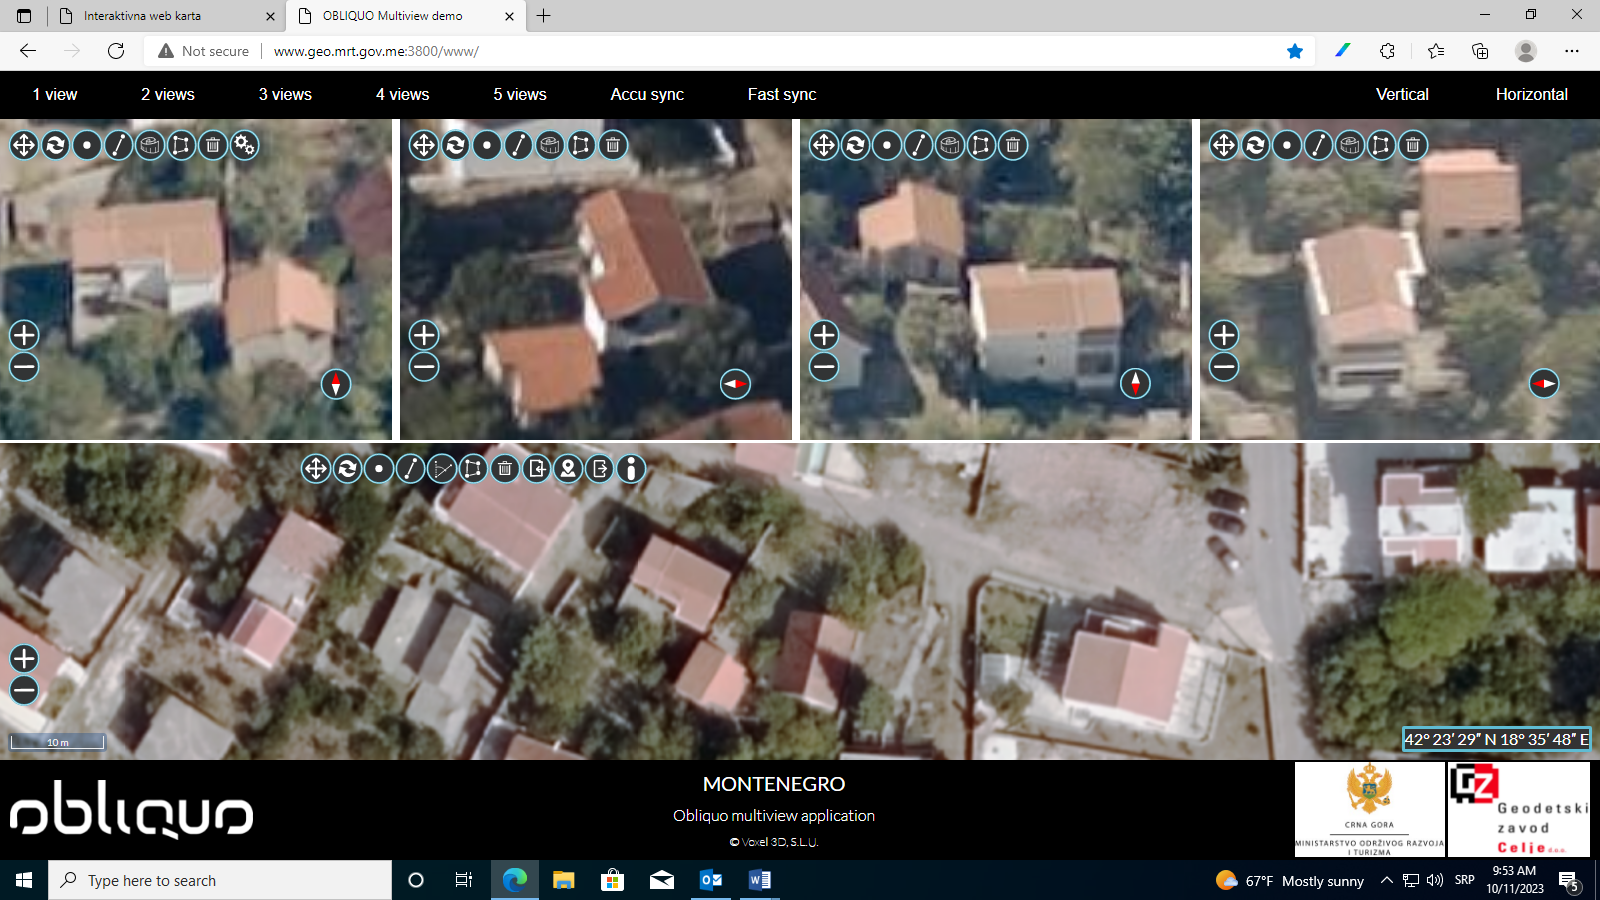 Interaktivna web karta
OBLIQUO Multiview demo
Not secure
www.geo.mrt.gov.me:3800/www/
1 view
2 views
3 views
4 views
5 views
Accu sync
Fast sync
Vertical
Horizontal
10 m
42° 23′ 29″ N 18° 35′ 48″ E
obliquo
MONTENEGRO
Obliquo multiview application
© Voxel 3D, S.L.U.
CRNA GORA
MINISTARSTVO ODRŽIVOG RAZVOJA
I TURIZMA
GZ
Geodetski
zavod
Celje d.o.o.
Type here to search
67°F Mostly sunny
SRP
9:53 AM
10/11/2023
5